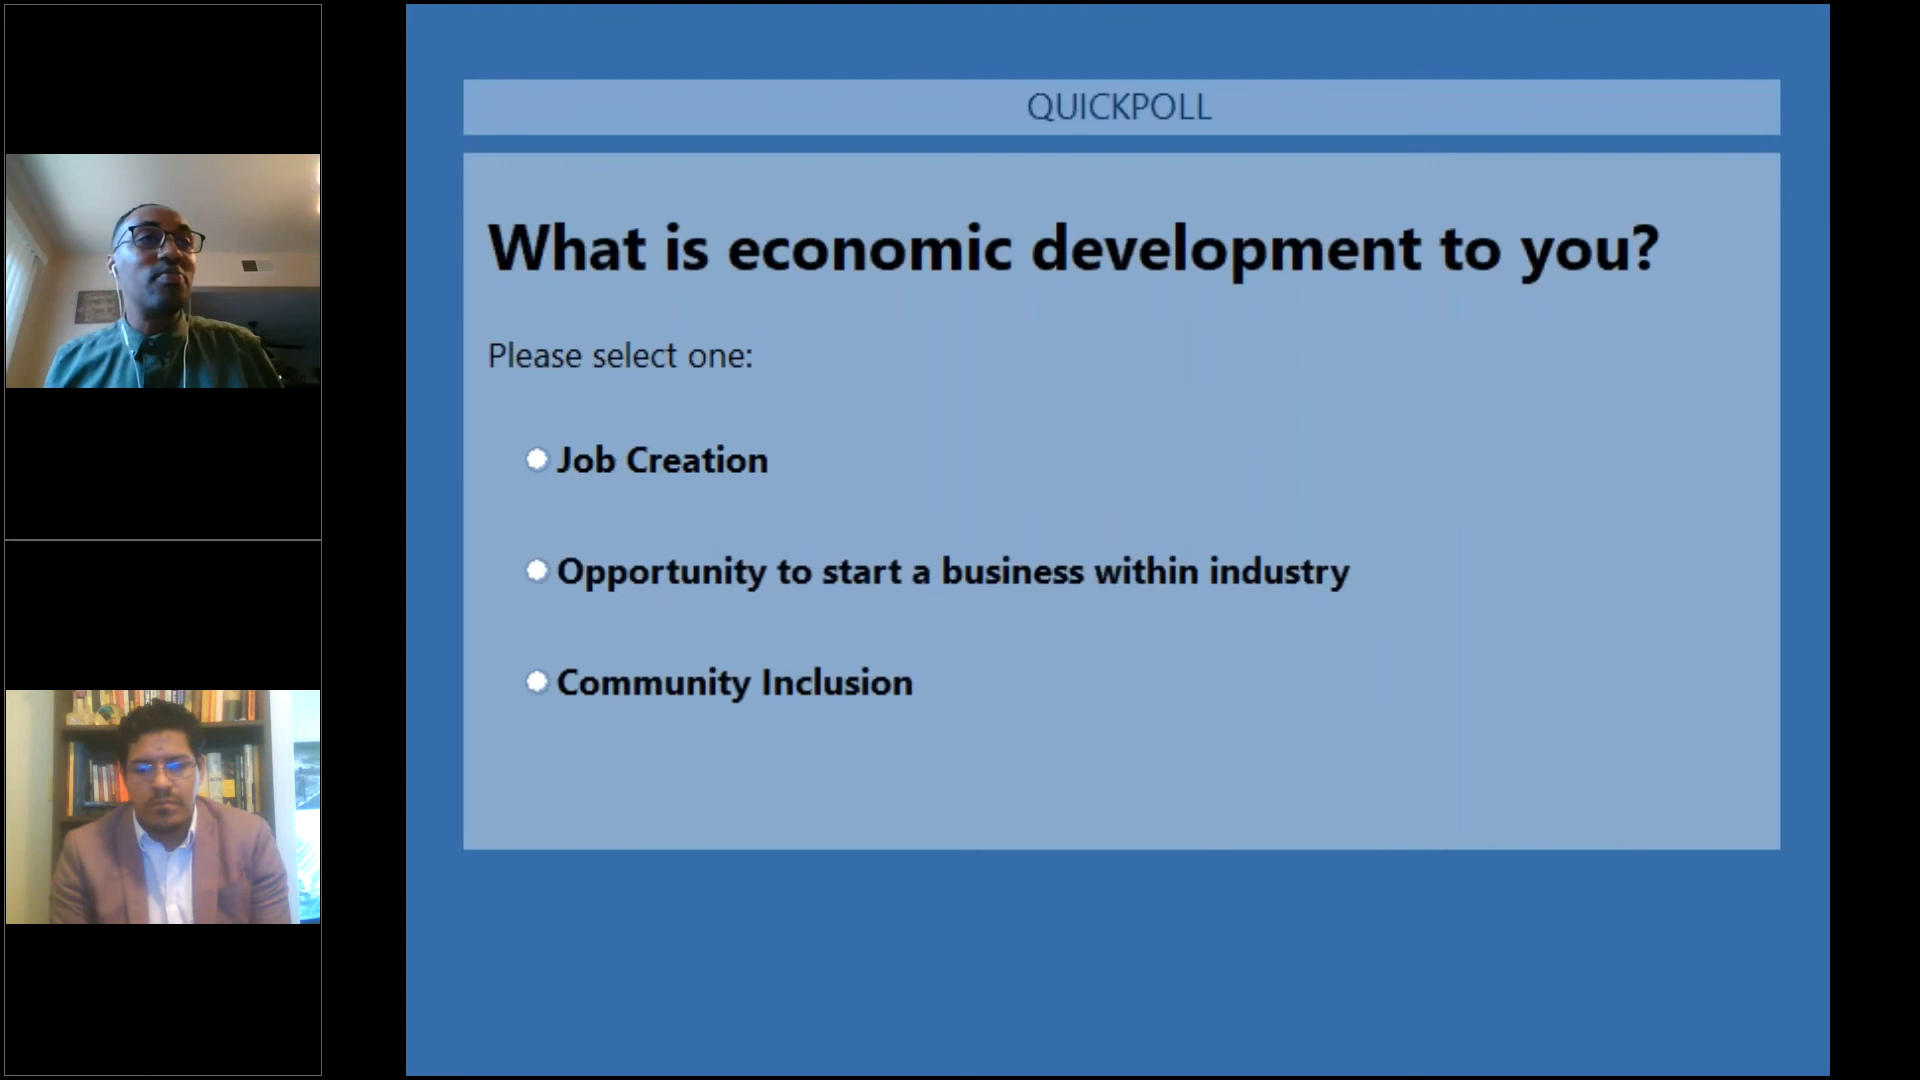 QUICKPOLL
What is economic development to you?
Please select one:
Job Creation
Opportunity to start a business within industry
Community Inclusion